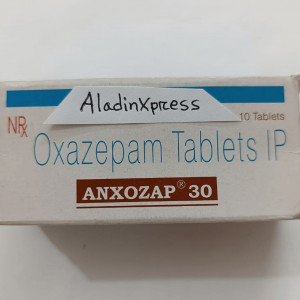 AladinXpress
10 Tablets
NRx
Oxazepam Tablets IP
ANXOZAP® 30